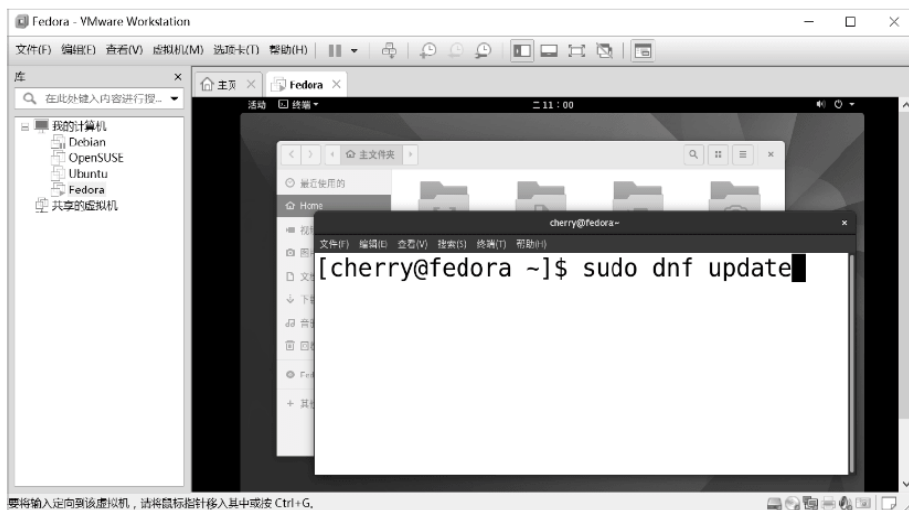 Fedora - VMware Workstation
文件(F) 编辑(E) 查看(V) 虚拟机(M) 选项卡(T) 帮助(H)
库
主页
Fedora
在此处键入内容进行搜...
活动
终端
二 11:00
我的计算机
Debian
OpenSUSE
Ubuntu
Fedora
共享的虚拟机
主文件夹
最近使用的
Home
cherry@fedora:~
文件(F) 编辑(E) 查看(V) 搜索(S) 终端(T) 帮助(H)
[cherry@fedora ~]$ sudo dnf update
要将输入定向到该虚拟机，请将鼠标指针移入其中或按 Ctrl+G。